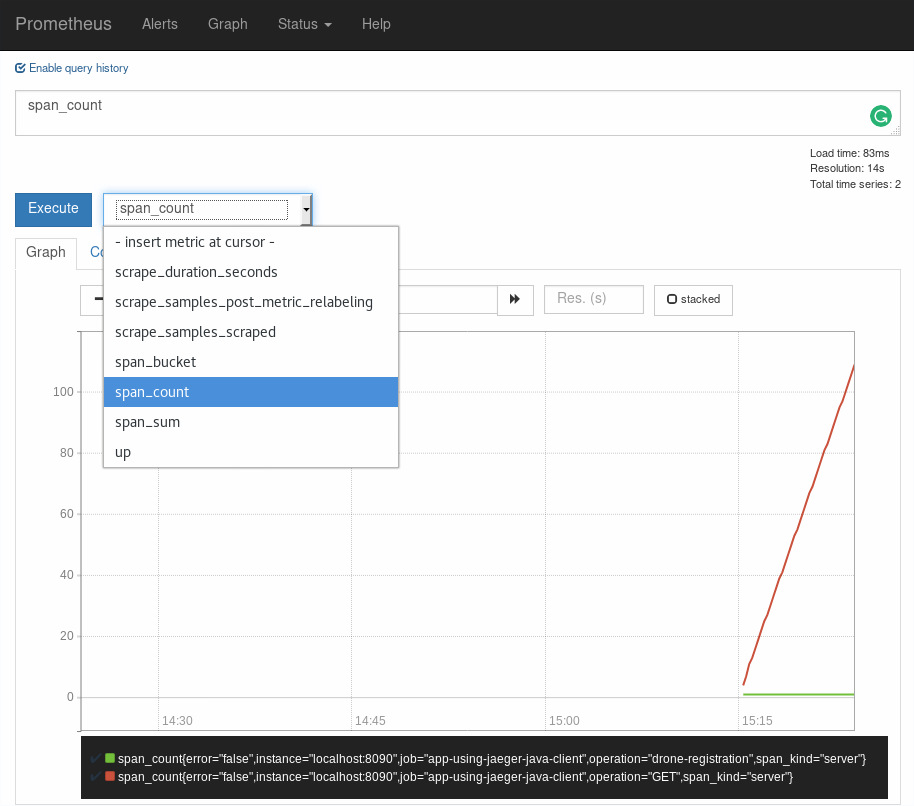 Prometheus Alerts Graph Status Help
Enable query history
span_count
Load time: 83ms
Resolution: 14s
Total time series: 2
Execute span_count
- insert metric at cursor -
scrape_duration_seconds
scrape_samples_post_metric_relabeling
scrape_samples_scraped
span_bucket
span_count
span_sum
up
Graph Co
Res. (s) stacked
100
80
60
40
20
0
14:30 14:45 15:00 15:15
span_count{error="false",instance="localhost:8090",job="app-using-jaeger-java-client",operation="drone-registration",span_kind="server"}
span_count{error="false",instance="localhost:8090",job="app-using-jaeger-java-client",operation="GET",span_kind="server"}